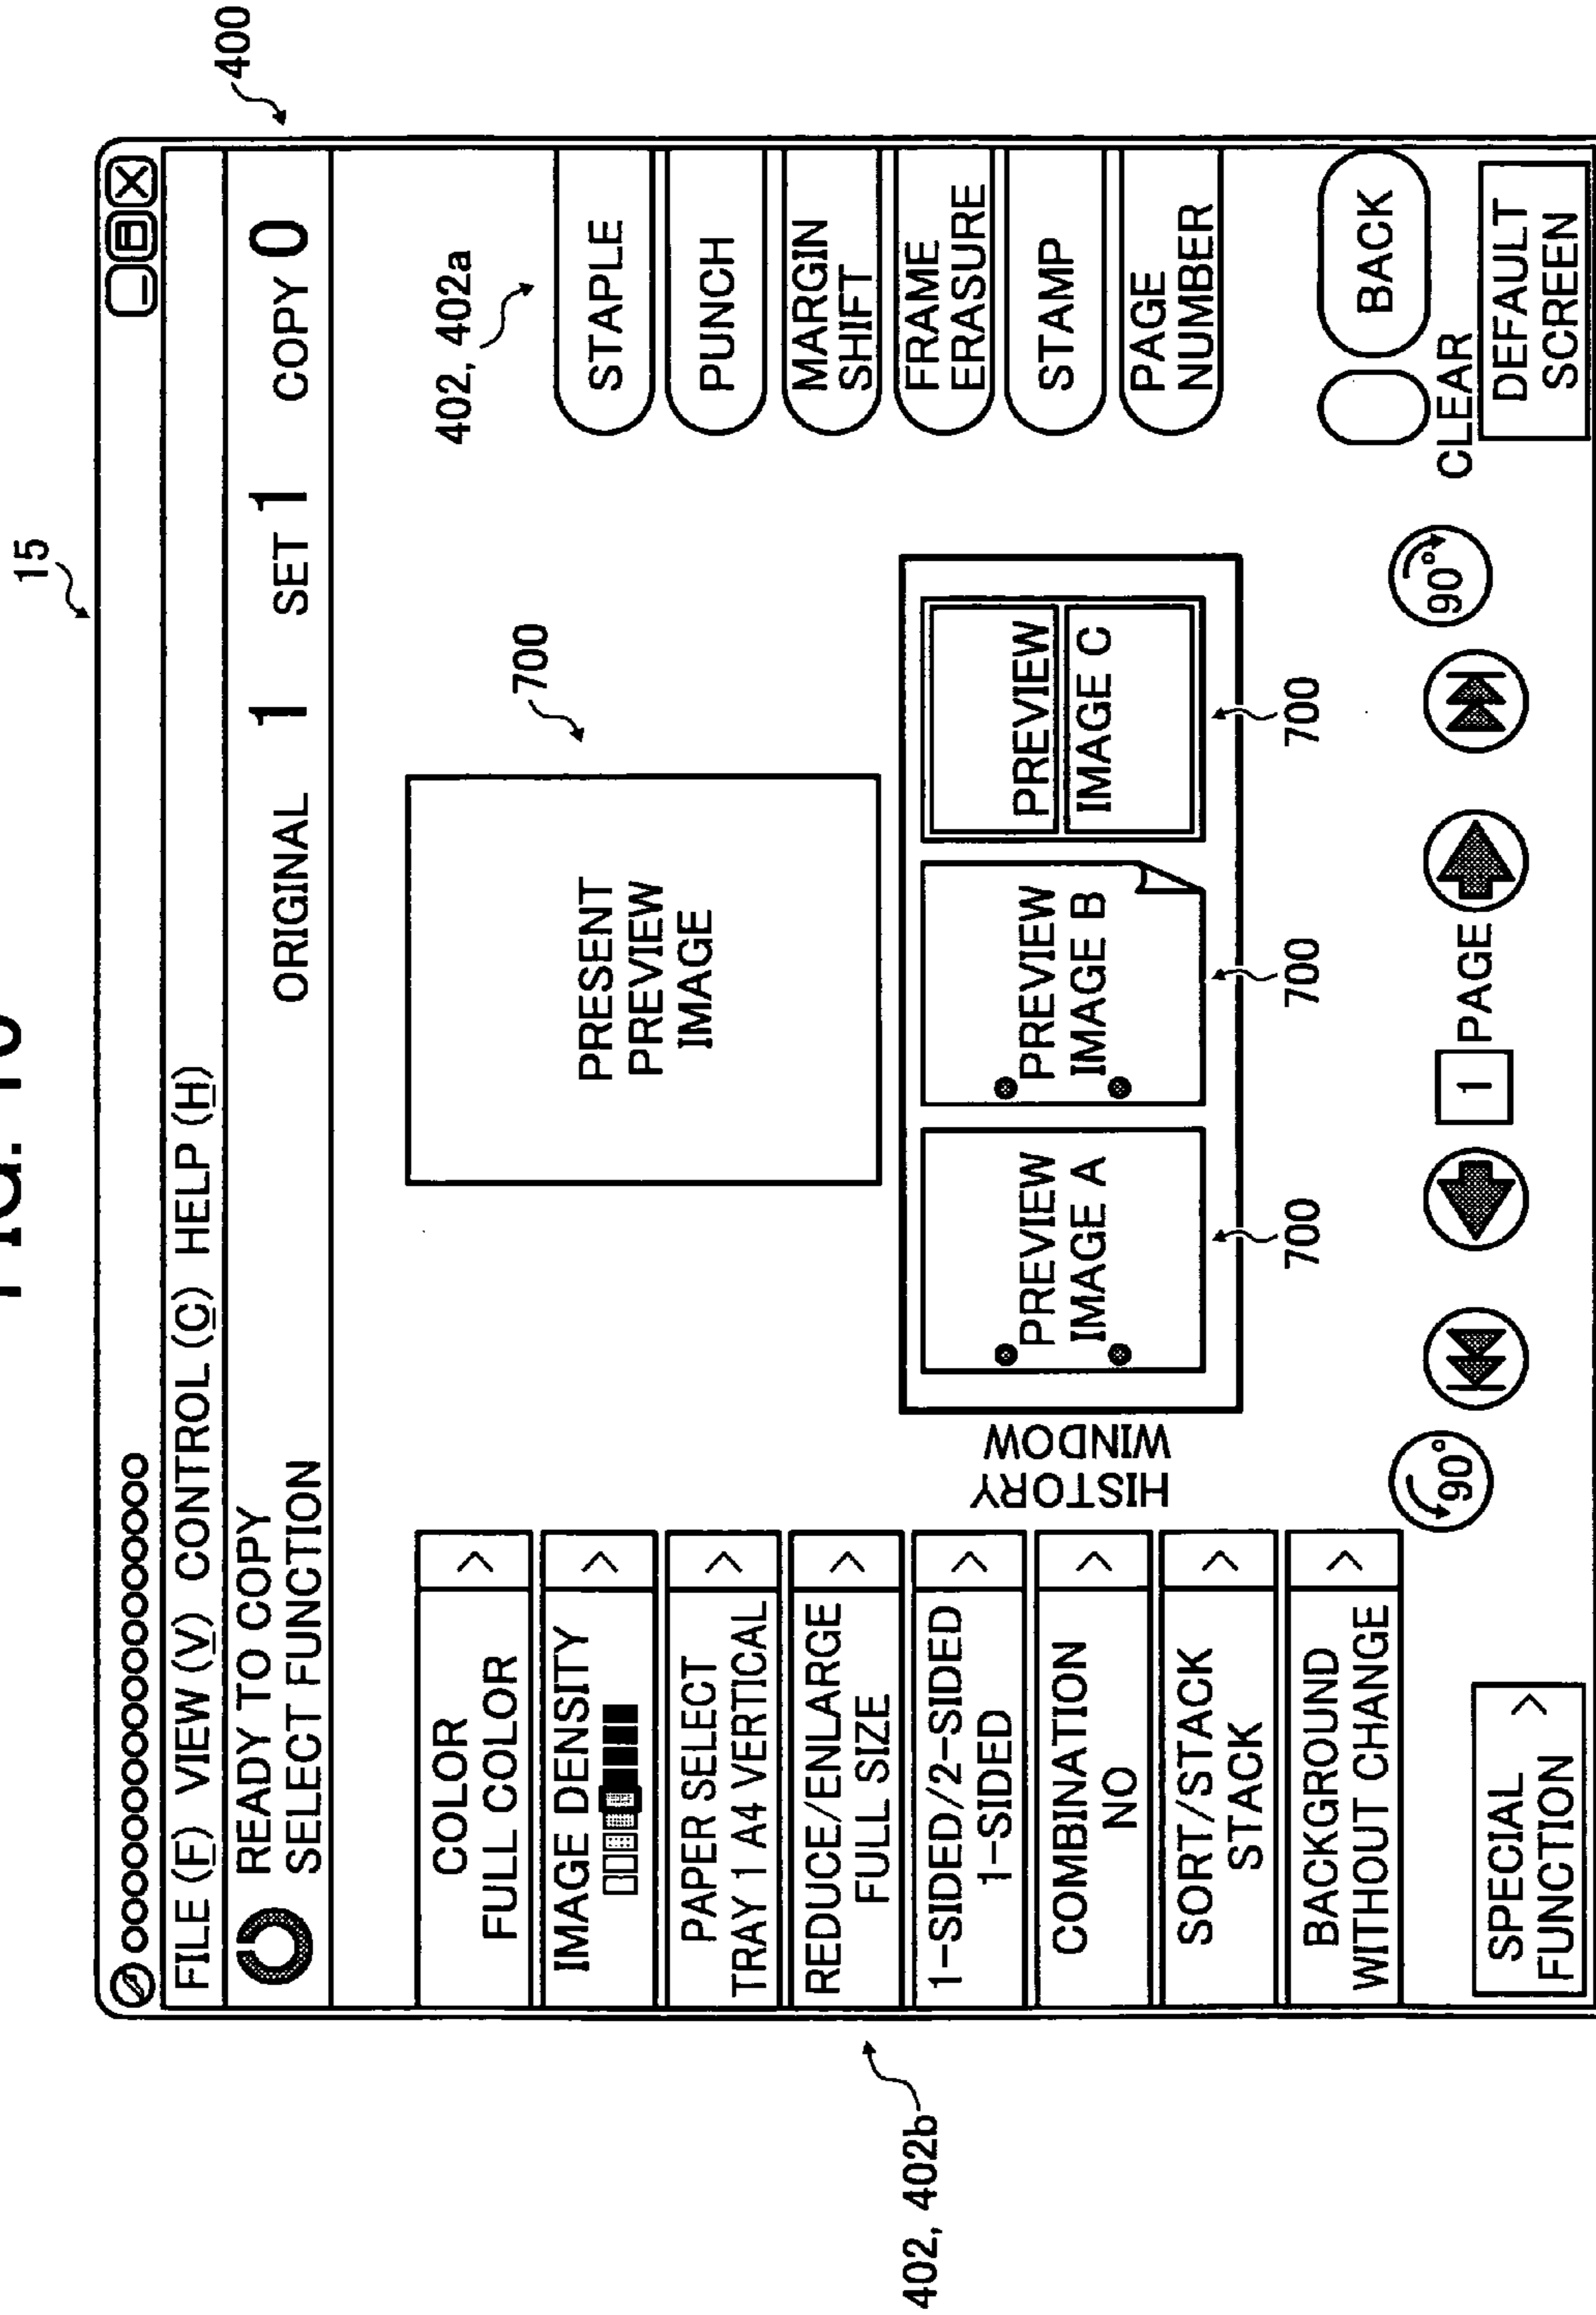 FIG.
15
400
FILE (F) VIEW (V) CONTROL (C) HELP (H)
READY TO COPY
SELECT FUNCTION
ORIGINAL 1 SET 1 COPY 0
COLOR
FULL COLOR
IMAGE DENSITY
PAPER SELECT
TRAY 1 A4 VERTICAL
REDUCE/ENLARGE
FULL SIZE
1-SIDED/2-SIDED
1-SIDED
COMBINATION
NO
SORT/STACK
STACK
BACKGROUND
WITHOUT CHANGE
SPECIAL
FUNCTION >
402, 402b
PRESENT
PREVIEW
IMAGE
700
HISTORY
WINDOW
PREVIEW
IMAGE A
PREVIEW
IMAGE B
PREVIEW
IMAGE C
700
700
700
90°
1 PAGE
90°
402, 402a
STAPLE
PUNCH
MARGIN
SHIFT
FRAME
ERASURE
STAMP
PAGE
NUMBER
BACK
CLEAR
DEFAULT
SCREEN